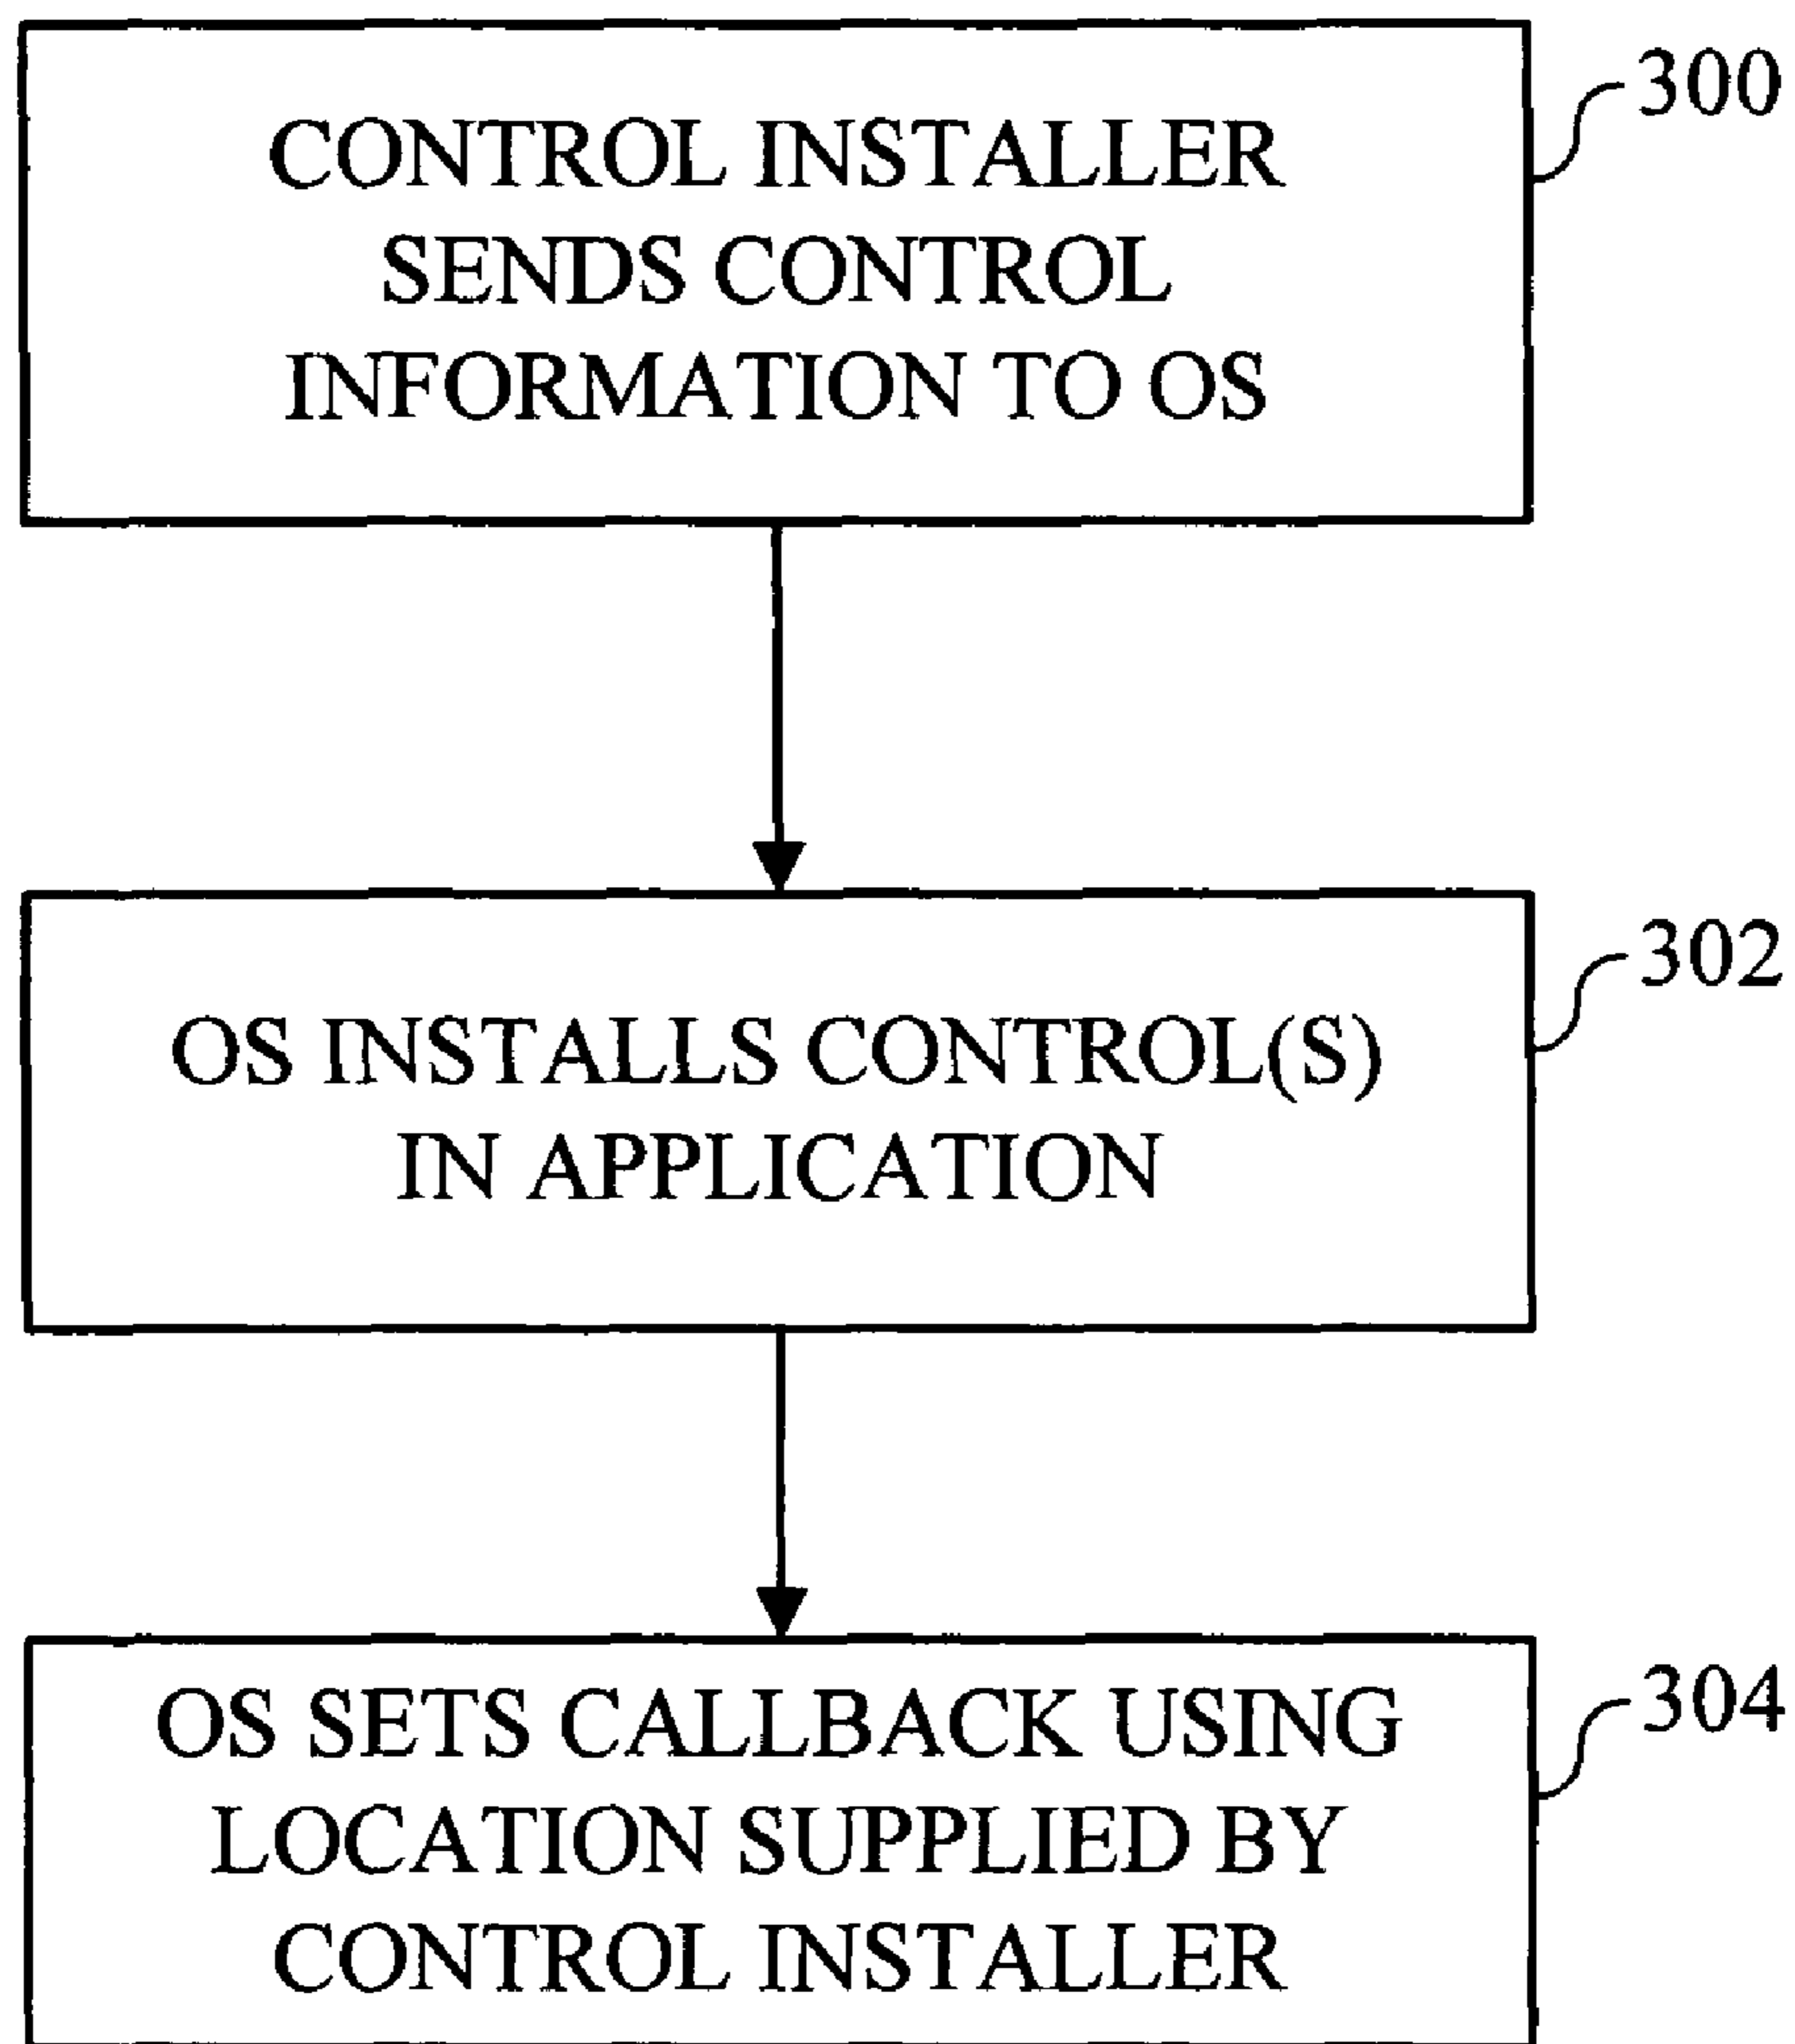 CONTROL INSTALLER
SENDS CONTROL
INFORMATION TO OS
300
OS INSTALLS CONTROL(S)
IN APPLICATION
302
OS SETS CALLBACK USING
LOCATION SUPPLIED BY
CONTROL INSTALLER
304